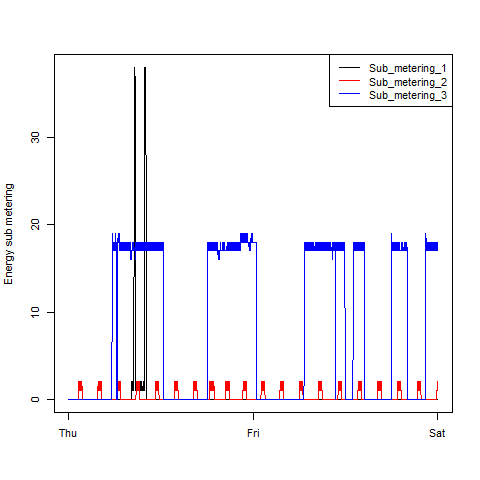 Sub_metering_1
Sub_metering_2
Sub_metering_3
Energy sub metering
30
20
10
0
Thu
Fri
Sat